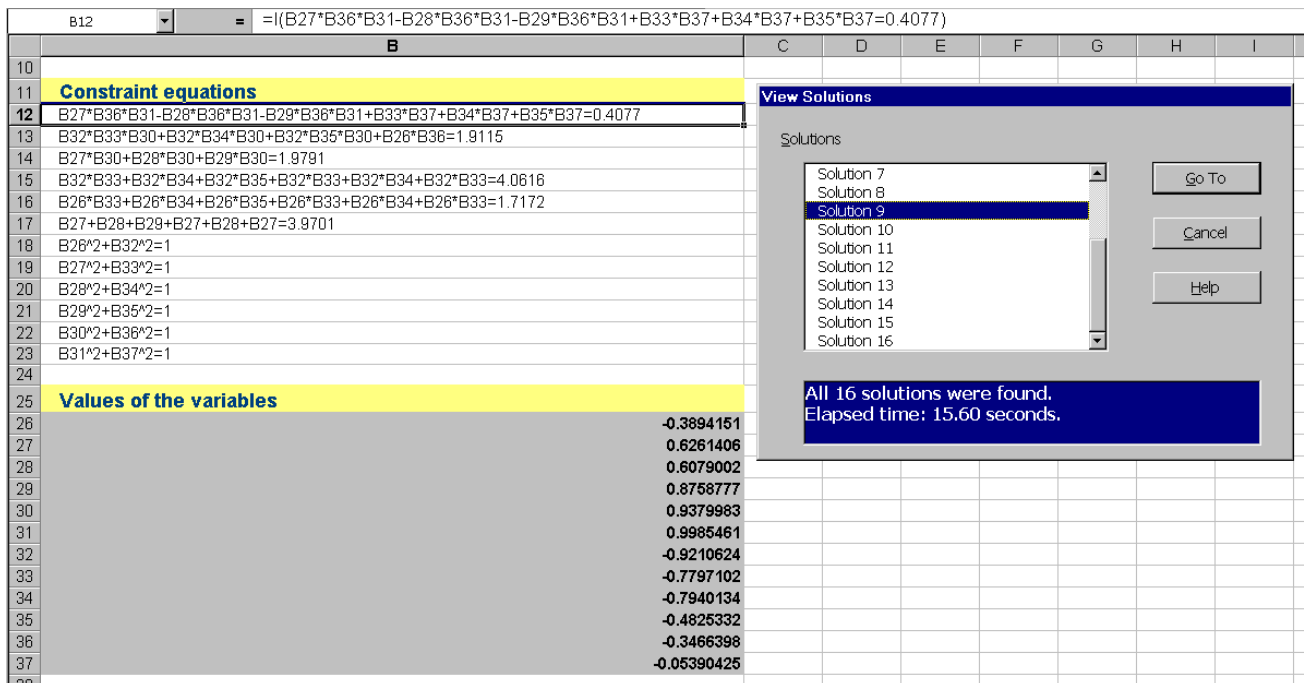 B12 = =I(B27*B36*B31-B28*B36*B31-B29*B36*B31+B33*B37+B34*B37+B35*B37=0.4077)
B C D E F G H I
10
11 Constraint equations
12 B27*B36*B31-B28*B36*B31-B29*B36*B31+B33*B37+B34*B37+B35*B37=0.4077
13 B32*B33*B30+B32*B34*B30+B32*B35*B30+B26*B36=1.9115
14 B27*B30+B28*B30+B29*B30=1.9791
15 B32*B33+B32*B34+B32*B35+B32*B33+B32*B34+B32*B33=4.0616
16 B26*B33+B26*B34+B26*B35+B26*B33+B26*B34+B26*B33=1.7172
17 B27+B28+B29+B27+B28+B27=3.9701
18 B26^2+B32^2=1
19 B27^2+B33^2=1
20 B28^2+B34^2=1
21 B29^2+B35^2=1
22 B30^2+B36^2=1
23 B31^2+B37^2=1
24
25 Values of the variables
26 -0.3894151
27 0.6261406
28 0.6079002
29 0.8758777
30 0.9379983
31 0.9985461
32 -0.9210624
33 -0.7797102
34 -0.7940134
35 -0.4825332
36 -0.3466398
37 -0.05390425
View Solutions
Solutions
Solution 7
Solution 8
Solution 9
Solution 10
Solution 11
Solution 12
Solution 13
Solution 14
Solution 15
Solution 16
Go To
Cancel
Help
All 16 solutions were found.
Elapsed time: 15.60 seconds.